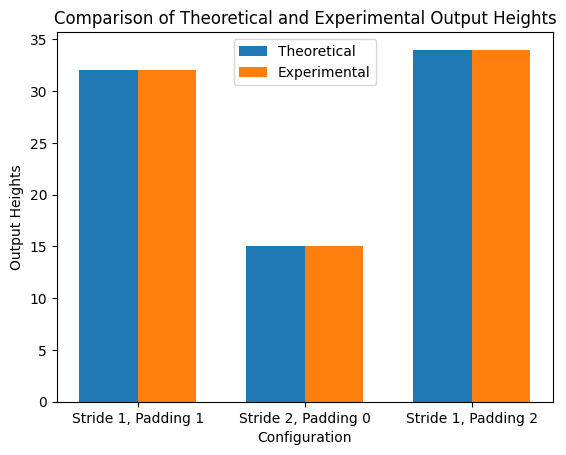 Comparison of Theoretical and Experimental Output Heights
Theoretical
Experimental
Output Heights
35
30
25
20
15
10
5
0
Stride 1, Padding 1
Stride 2, Padding 0
Stride 1, Padding 2
Configuration